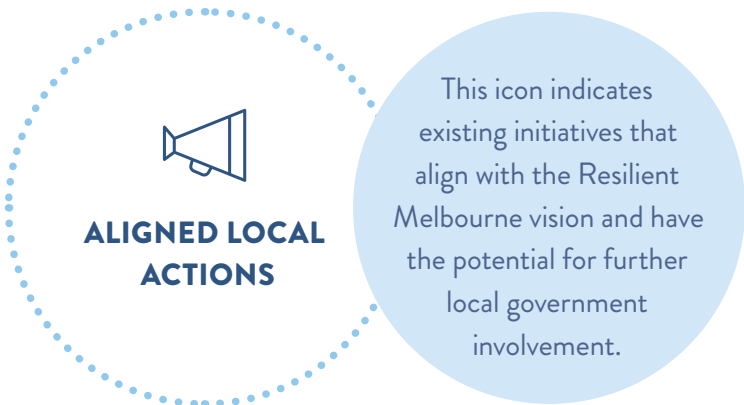 ALIGNED LOCAL
ACTIONS
This icon indicates
existing initiatives that
align with the Resilient
Melbourne vision and have
the potential for further
local government
involvement.